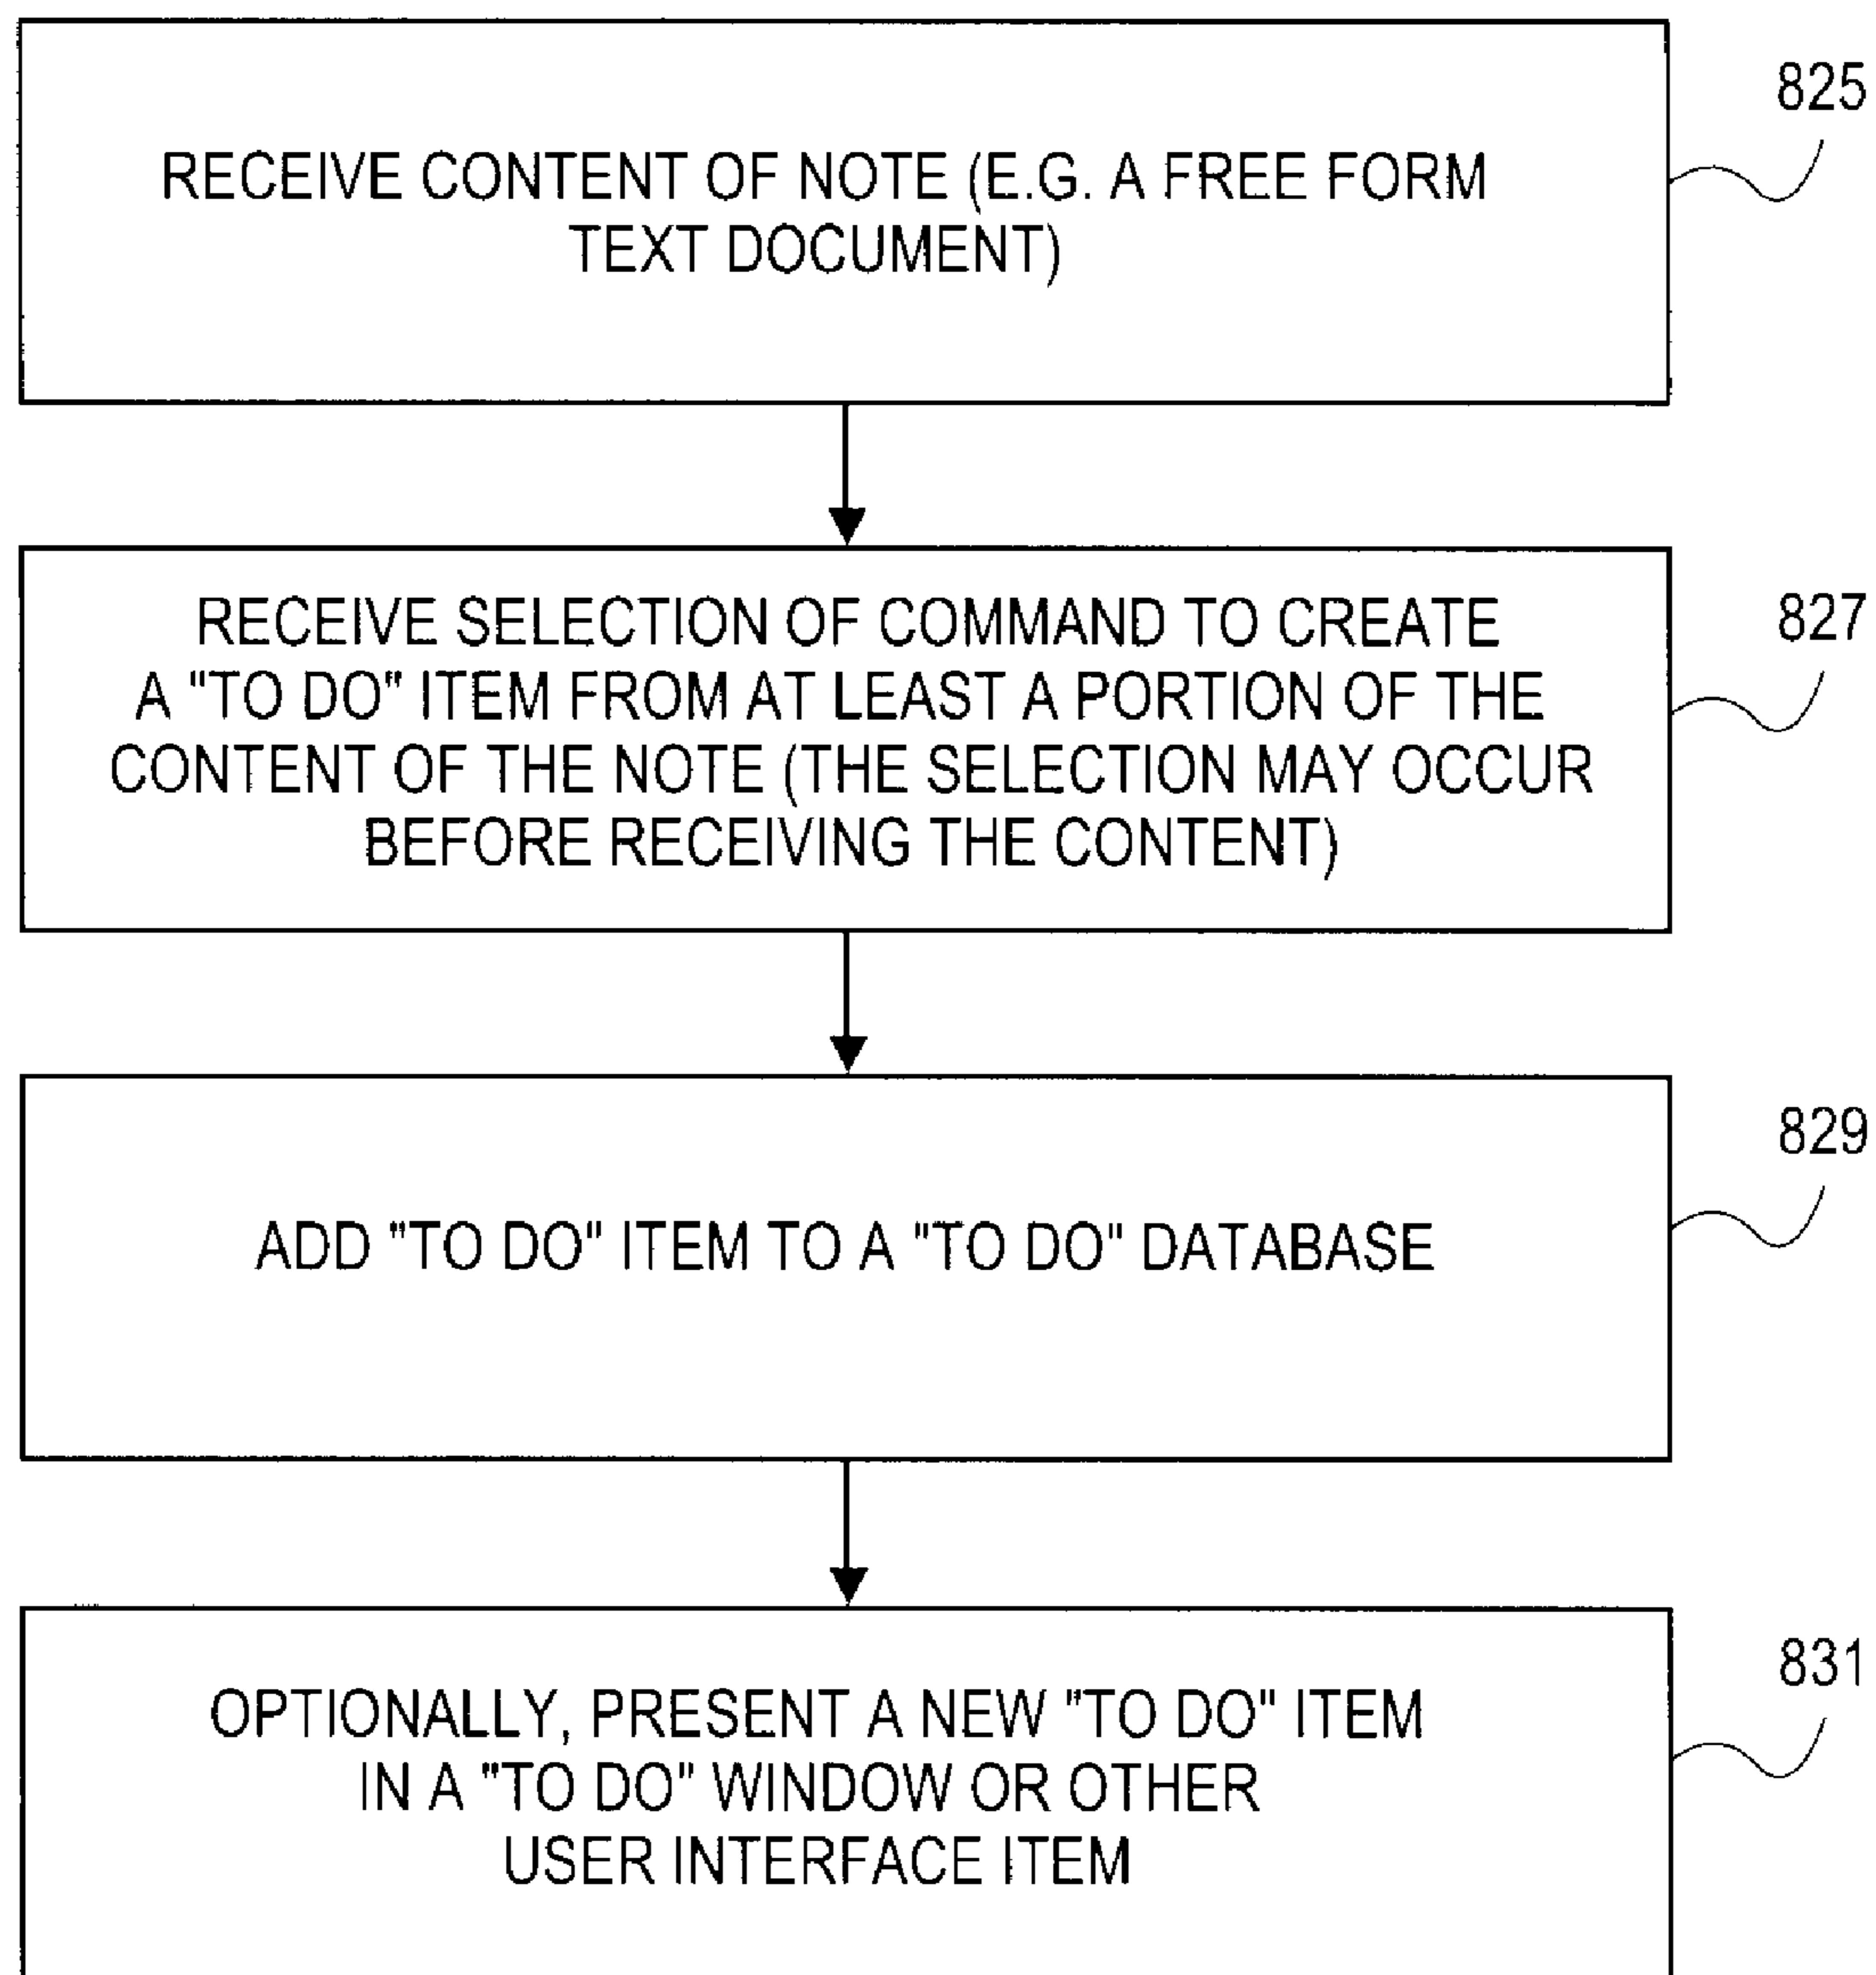 825
RECEIVE CONTENT OF NOTE (E.G. A FREE FORM
TEXT DOCUMENT)
827
RECEIVE SELECTION OF COMMAND TO CREATE
A "TO DO" ITEM FROM AT LEAST A PORTION OF THE
CONTENT OF THE NOTE (THE SELECTION MAY OCCUR
BEFORE RECEIVING THE CONTENT)
829
ADD "TO DO" ITEM TO A "TO DO" DATABASE
831
OPTIONALLY, PRESENT A NEW "TO DO" ITEM
IN A "TO DO" WINDOW OR OTHER
USER INTERFACE ITEM